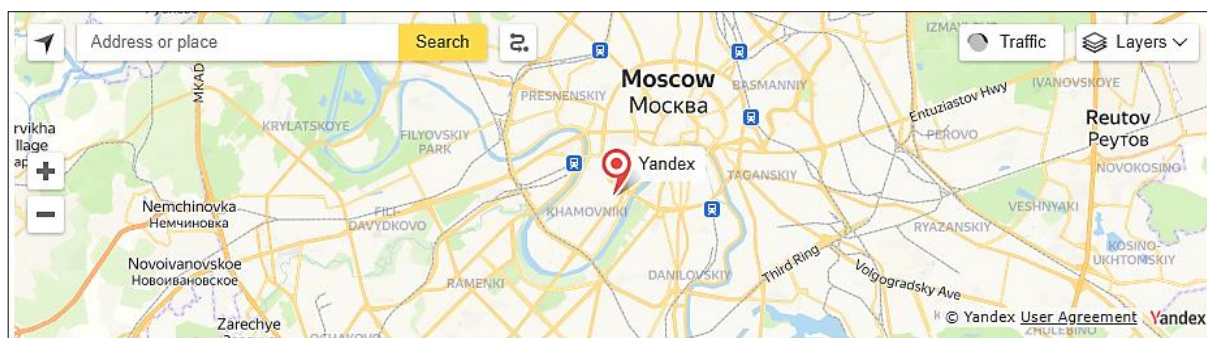 Address or place
Search
Traffic
Layers
MKAD
Moscow
Москва
PRESNENSKIY
BASMANNIY
IZMAYLOVO
IVANOVSKOYE
Entuziastov Hwy
KRYLATSKOYE
FILYOVSKIY
PARK
PEROVO
Reutov
Реутов
rvikha
llage
Yandex
TAGANSKIY
NOVOKOSINO
Nemchinovka
Немчиновка
FILI-
DAVYDKOVO
KHAMOVNIKI
VESHNYAKI
RYAZANSKIY
KOSINO-
UKHTOMSKIY
Novoivanovskoe
Новоивановское
RAMENKI
DANILOVSKIY
Third Ring
Volgogradsky Ave
Zarechye
© Yandex User Agreement
Yandex